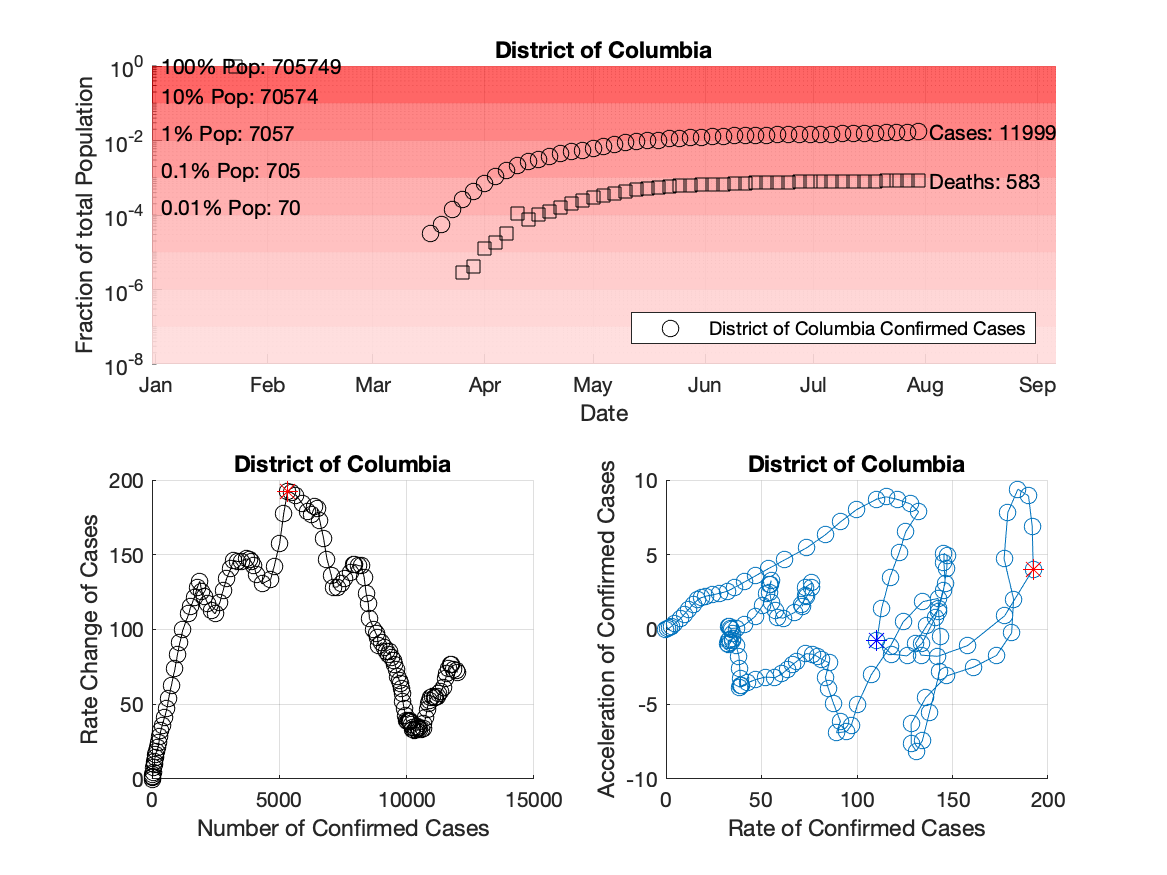 District of Columbia
Fraction of total Population
10^0
10^-2
10^-4
10^-6
10^-8
100% Pop: 705749
10% Pop: 70574
1% Pop: 7057
0.1% Pop: 705
0.01% Pop: 70
Cases: 11999
Deaths: 583
District of Columbia Confirmed Cases
Jan Feb Mar Apr May Jun Jul Aug Sep
Date
District of Columbia
Rate Change of Cases
200
150
100
50
0
0 5000 10000 15000
Number of Confirmed Cases
District of Columbia
Acceleration of Confirmed Cases
10
5
0
-5
-10
0 50 100 150 200
Rate of Confirmed Cases